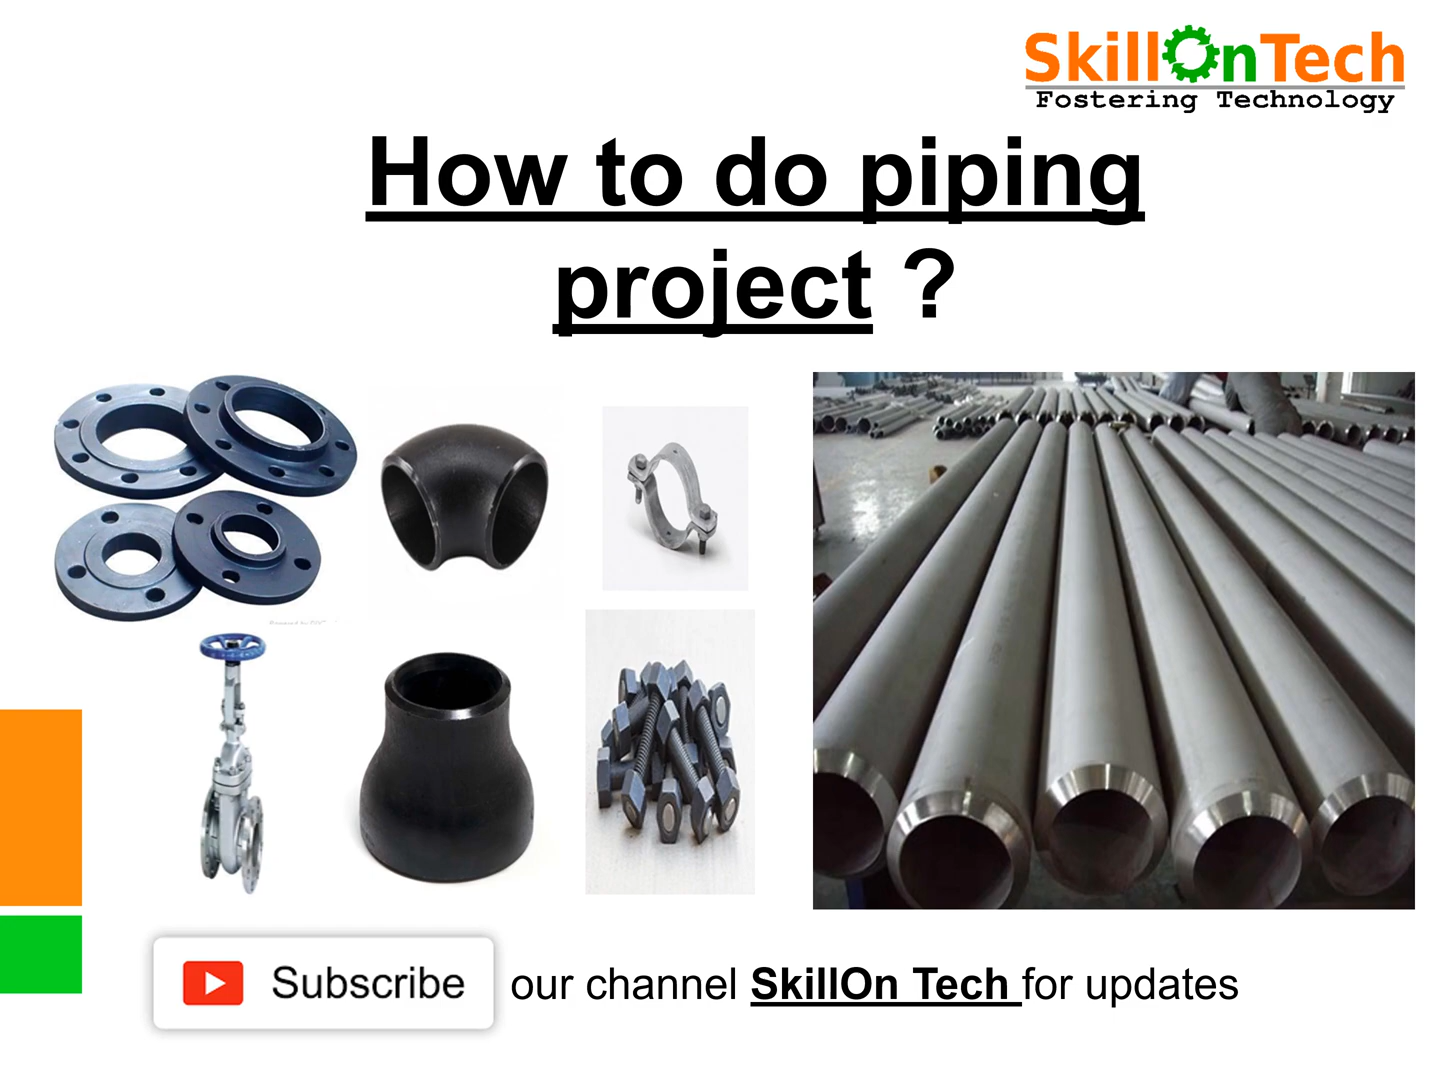 SkillOnTech
Fostering Technology
How to do piping
project ?
Subscribe our channel SkillOn Tech for updates